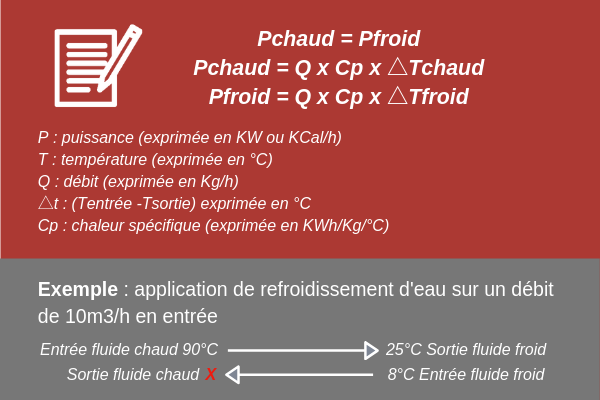 Pchaud = Pfroid
Pchaud = Q x Cp x △Tchaud
Pfroid = Q x Cp x △Tfroid
P : puissance (exprimée en KW ou KCal/h)
T : température (exprimée en °C)
Q : débit (exprimée en Kg/h)
△t : (Tentrée -Tsortie) exprimée en °C
Cp : chaleur spécifique (exprimée en KWh/Kg/°C)
Exemple : application de refroidissement d'eau sur un débit
de 10m3/h en entrée
Entrée fluide chaud 90°C 25°C Sortie fluide froid
Sortie fluide chaud X 8°C Entrée fluide froid